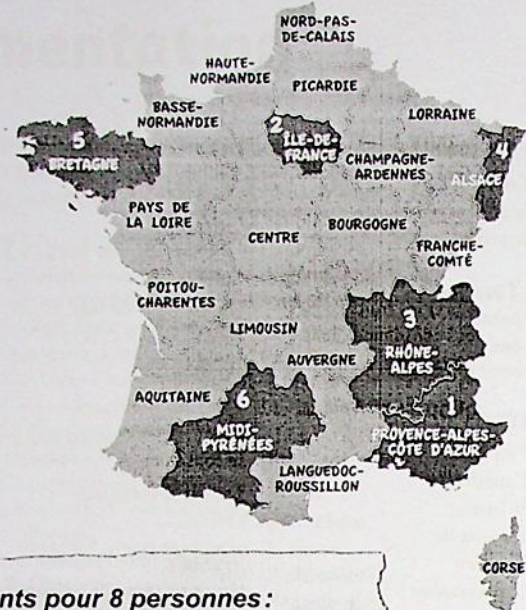 NORD-PAS-
DE-CALAIS
HAUTE-
NORMANDIE
PICARDIE
BASSE-
NORMANDIE
LORRAINE
2
ÎLE-DE-
FRANCE
5
BRETAGNE
4
ALSACE
CHAMPAGNE-
ARDENNES
PAYS DE
LA LOIRE
CENTRE
BOURGOGNE
FRANCHE-
COMTÉ
POITOU-
CHARENTES
LIMOUSIN
3
RHÔNE-
ALPES
AUVERGNE
AQUITAINE
6
MIDI-
PYRÉNÉES
1
PROVENCE-ALPES-
CÔTE D'AZUR
LANGUEDOC-
ROUSSILLON
CORSE
nts pour 8 personnes :